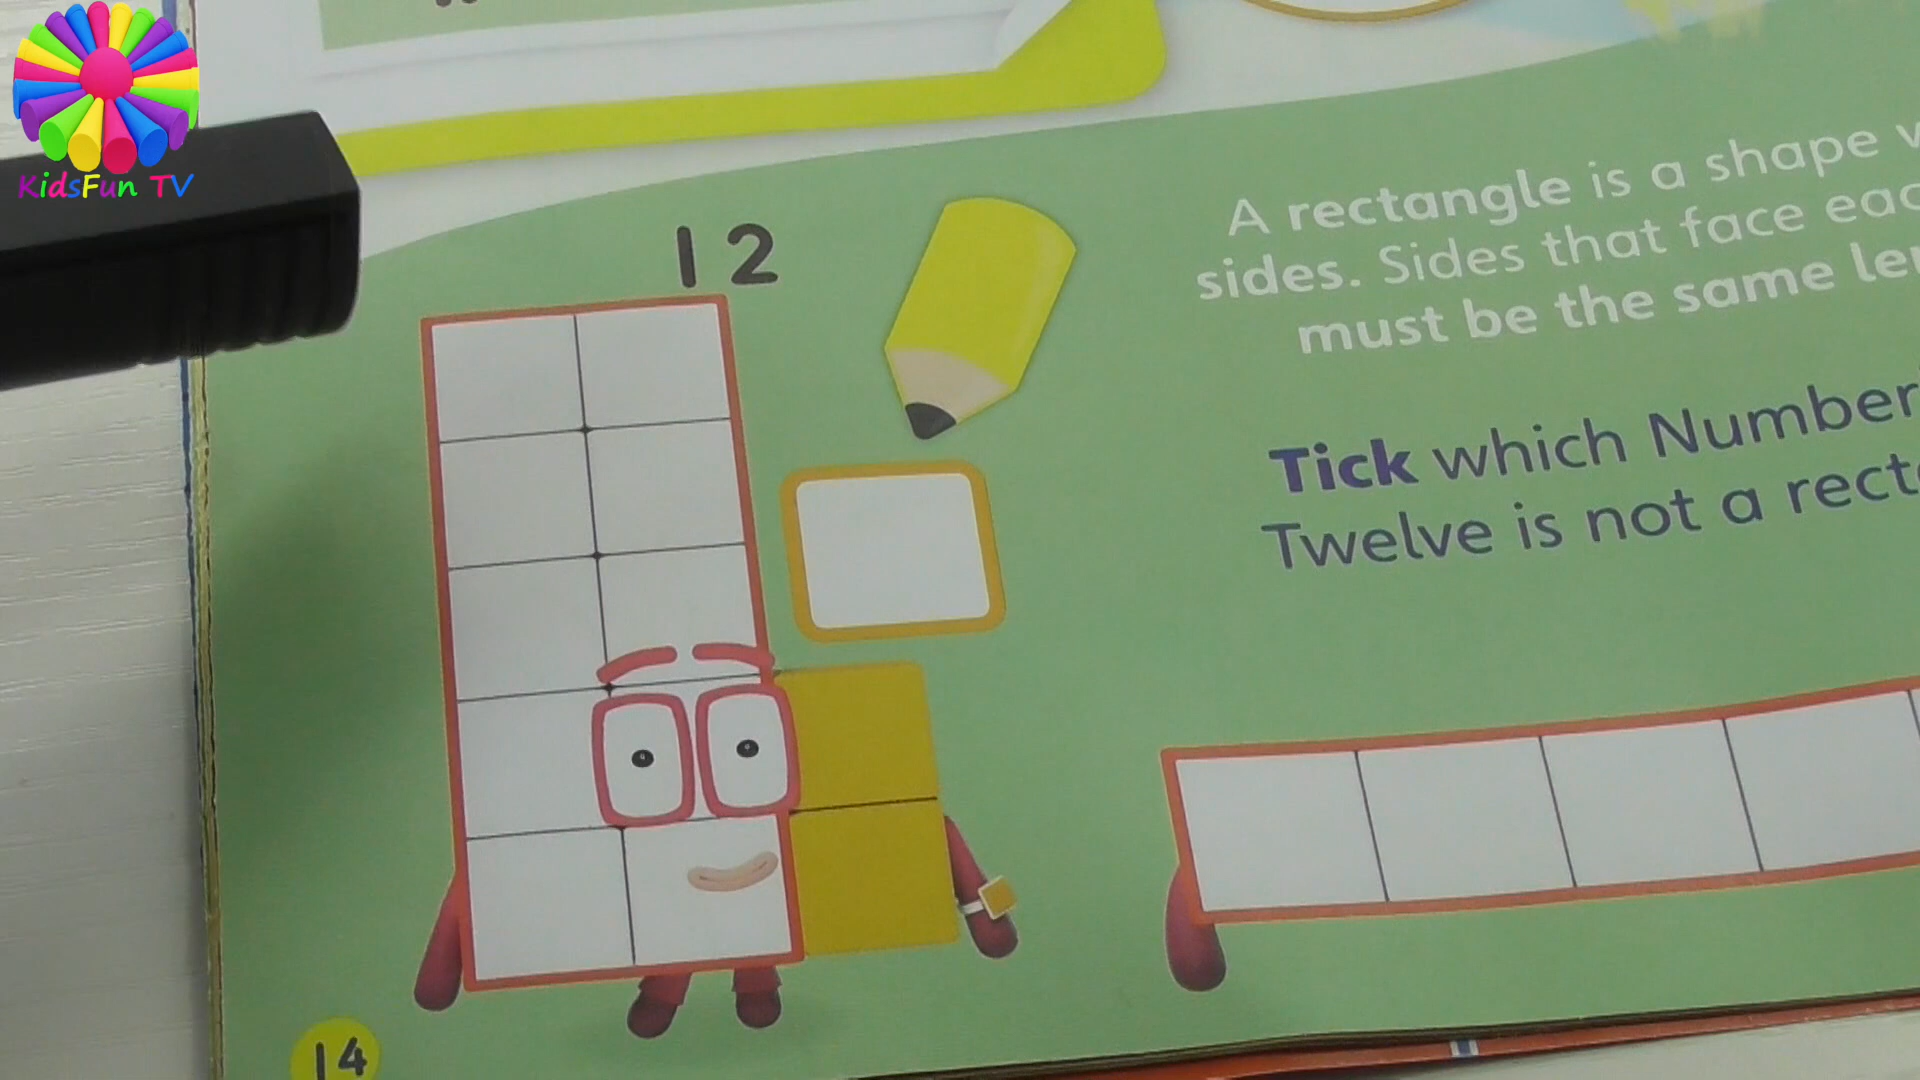 KidsFun TV
12
A rectangle is a shape
sides. Sides that face
must be the same
Tick which
Twelve is not a
14